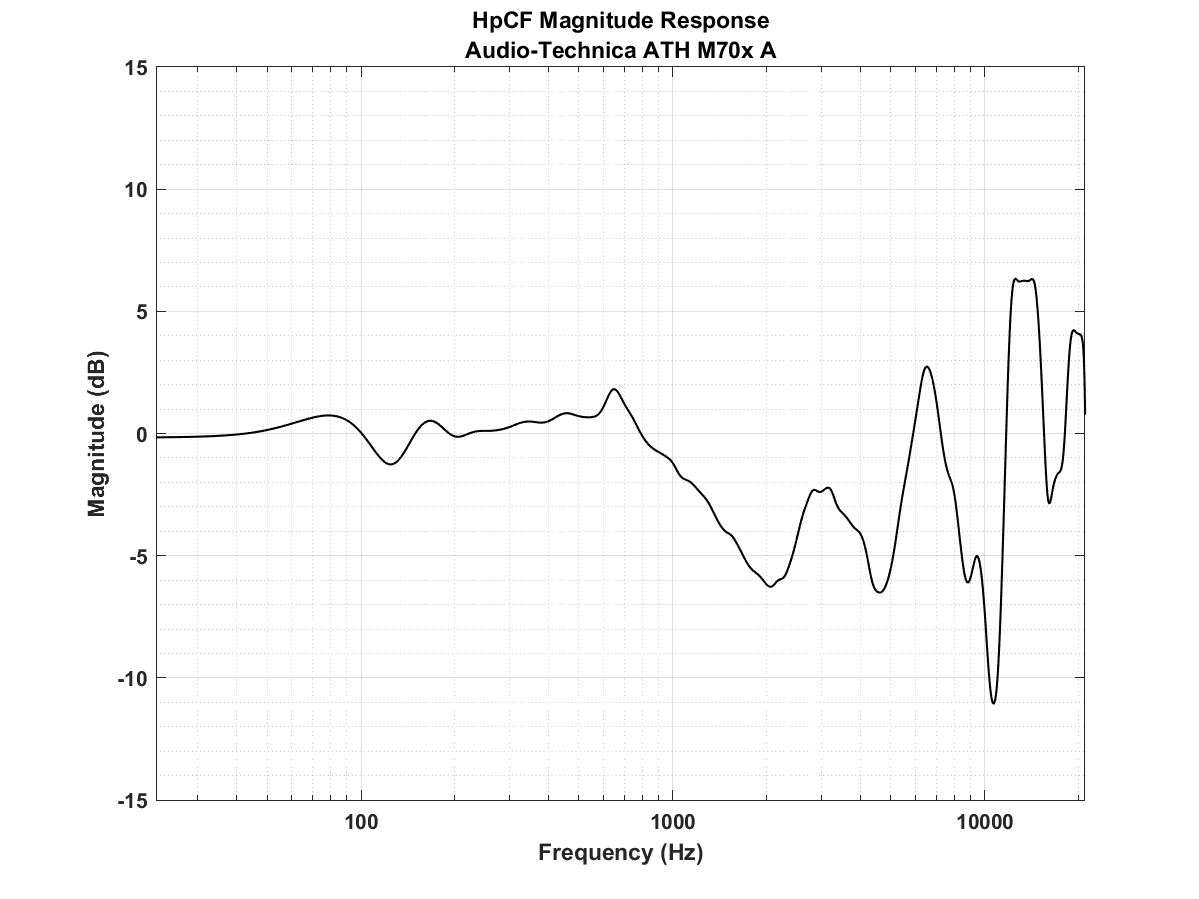 HpCF Magnitude Response
Audio-Technica ATH M70x A
15
10
5
0
-5
-10
-15
Magnitude (dB)
100
1000
10000
Frequency (Hz)